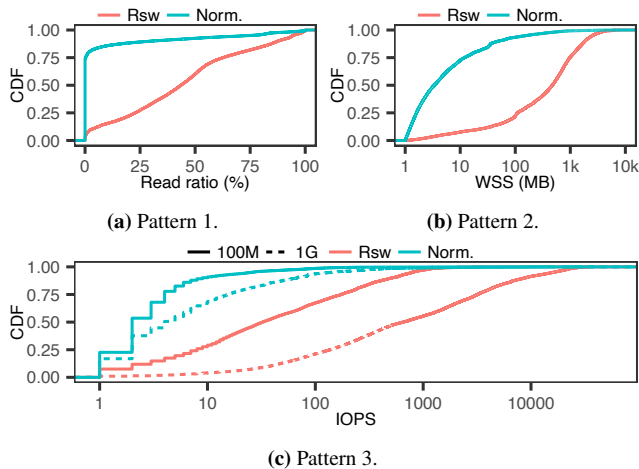 Rsw Norm.
CDF
1.00
0.75
0.50
0.25
0.00
0 25 50 75 100
Read ratio (%)
(a) Pattern 1.
Rsw Norm.
CDF
1.00
0.75
0.50
0.25
0.00
1 10 100 1k 10k
WSS (MB)
(b) Pattern 2.
100M 1G Rsw Norm.
CDF
1.00
0.75
0.50
0.25
0.00
1 10 100 1000 10000
IOPS
(c) Pattern 3.